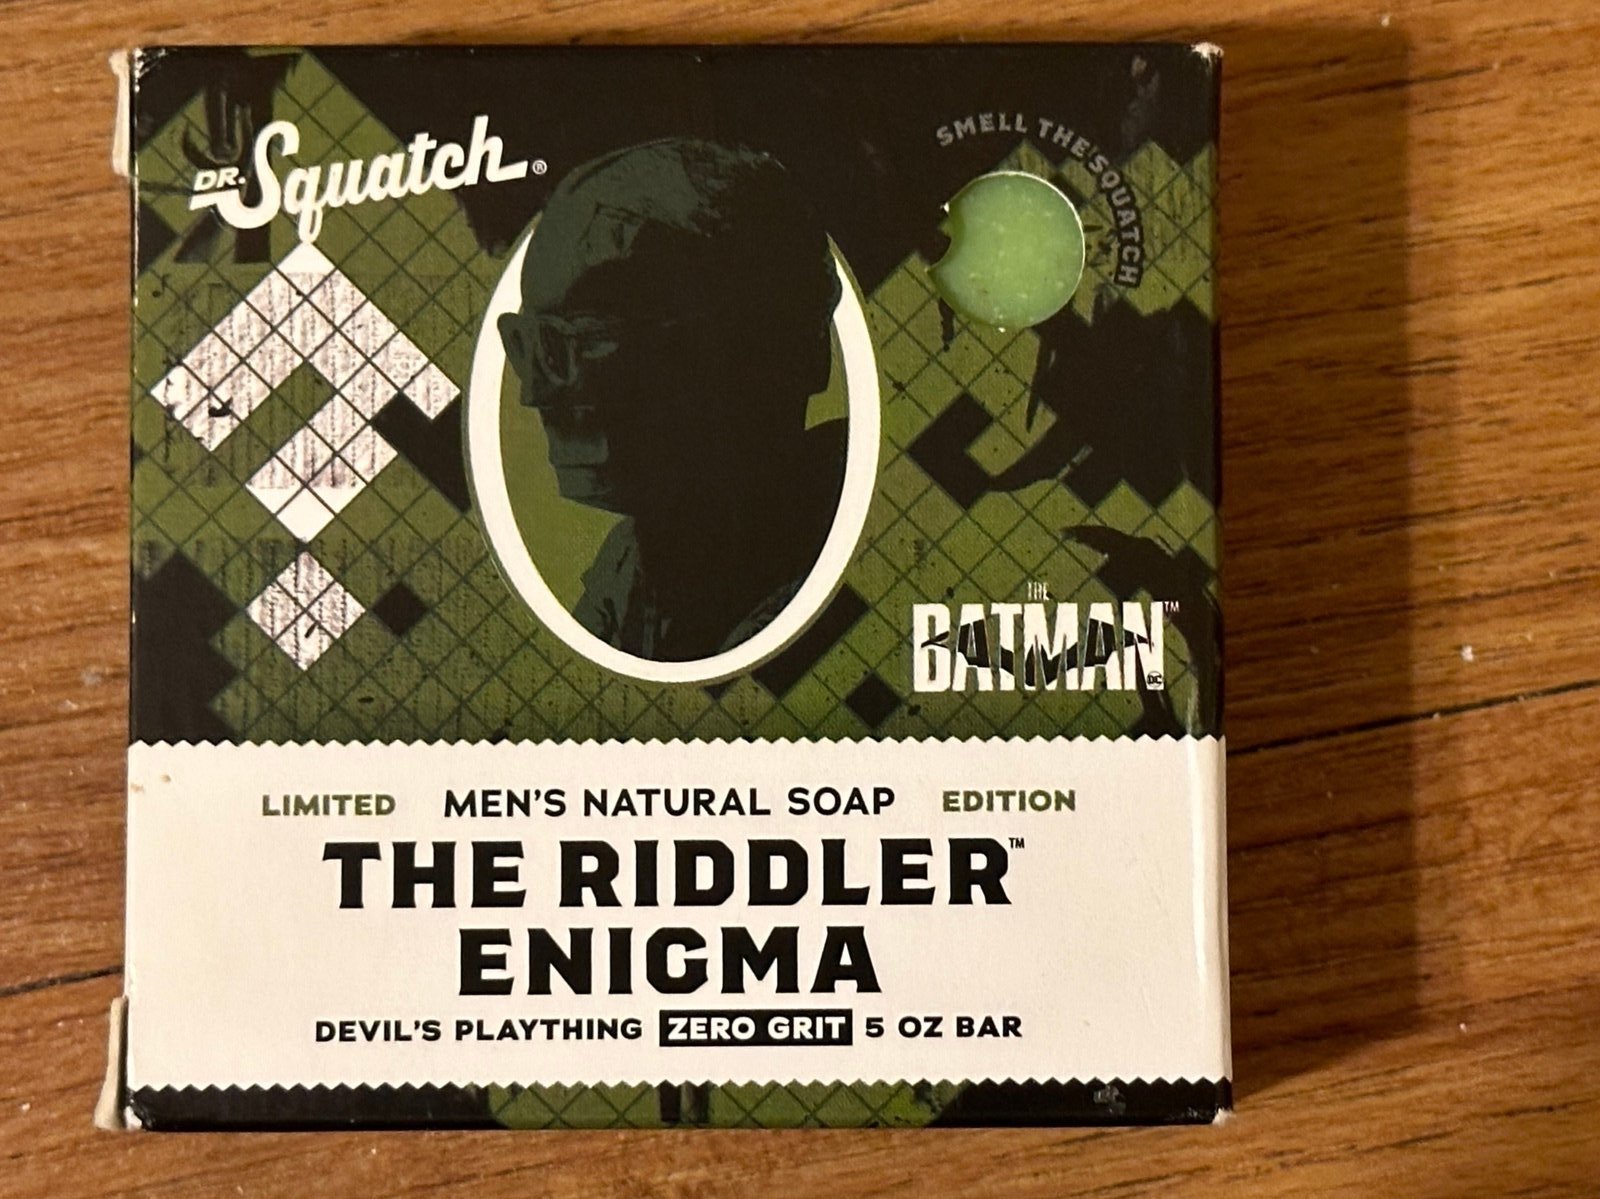 DR. Squatch®
SMELL THE SQUATCH
THE
BATMAN™
DC
LIMITED MEN'S NATURAL SOAP EDITION
THE RIDDLER™
ENIGMA
DEVIL'S PLAYTHING ZERO GRIT 5 OZ BAR